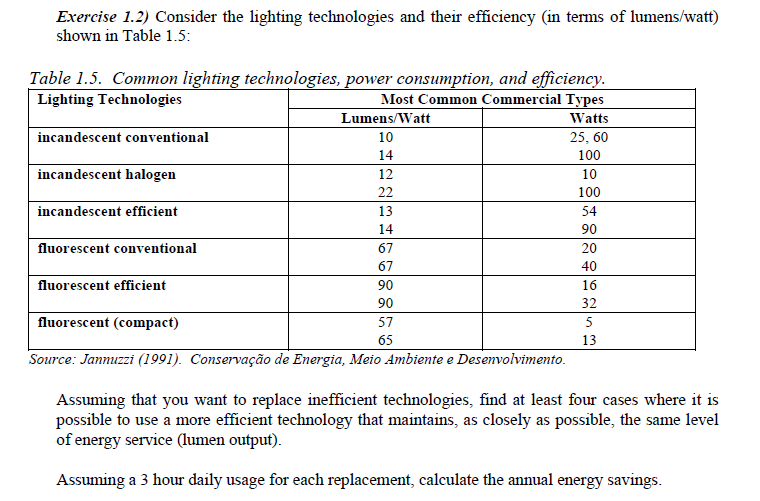 Exercise 1.2) Consider the lighting technologies and their efficiency (in terms of lumens/watt)
shown in Table 1.5:
Table 1.5. Common lighting technologies, power consumption, and efficiency.
Lighting Technologies Most Common Commercial Types
Lumens/Watt Watts
incandescent conventional 10 25, 60
14 100
incandescent halogen 12 10
22 100
incandescent efficient 13 54
14 90
fluorescent conventional 67 20
67 40
fluorescent efficient 90 16
90 32
fluorescent (compact) 57 5
65 13
Source: Jannuzzi (1991). Conservação de Energia, Meio Ambiente e Desenvolvimento.
Assuming that you want to replace inefficient technologies, find at least four cases where it is
possible to use a more efficient technology that maintains, as closely as possible, the same level
of energy service (lumen output).
Assuming a 3 hour daily usage for each replacement, calculate the annual energy savings.